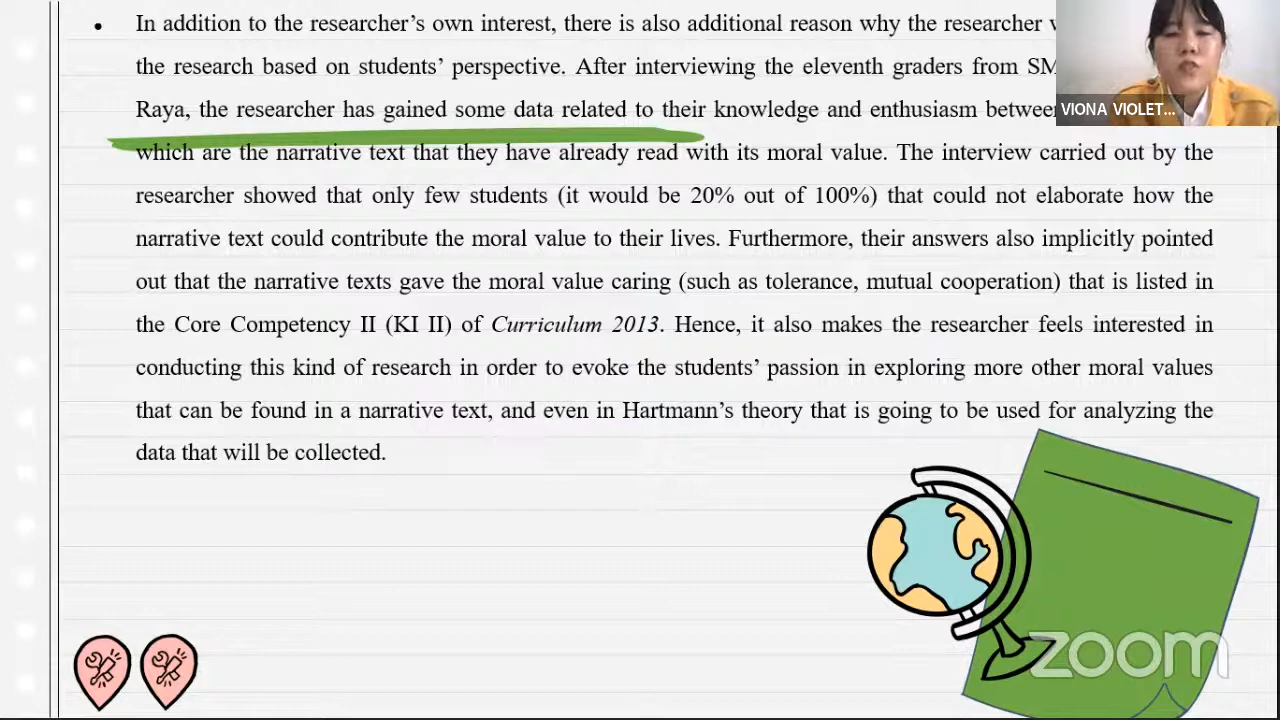 • In addition to the researcher’s own interest, there is also additional reason why the researcher
the research based on students’ perspective. After interviewing the eleventh graders from
Raya, the researcher has gained some data related to their knowledge and enthusiasm
which are the narrative text that they have already read with its moral value. The interview carried out by the
researcher showed that only few students (it would be 20% out of 100%) that could not elaborate how the
narrative text could contribute the moral value to their lives. Furthermore, their answers also implicitly pointed
out that the narrative texts gave the moral value caring (such as tolerance, mutual cooperation) that is listed in
the Core Competency II (KI II) of Curriculum 2013. Hence, it also makes the researcher feels interested in
conducting this kind of research in order to evoke the students’ passion in exploring more other moral values
that can be found in a narrative text, and even in Hartmann’s theory that is going to be used for analyzing the
data that will be collected.
VIONA VIOLET...
zoom